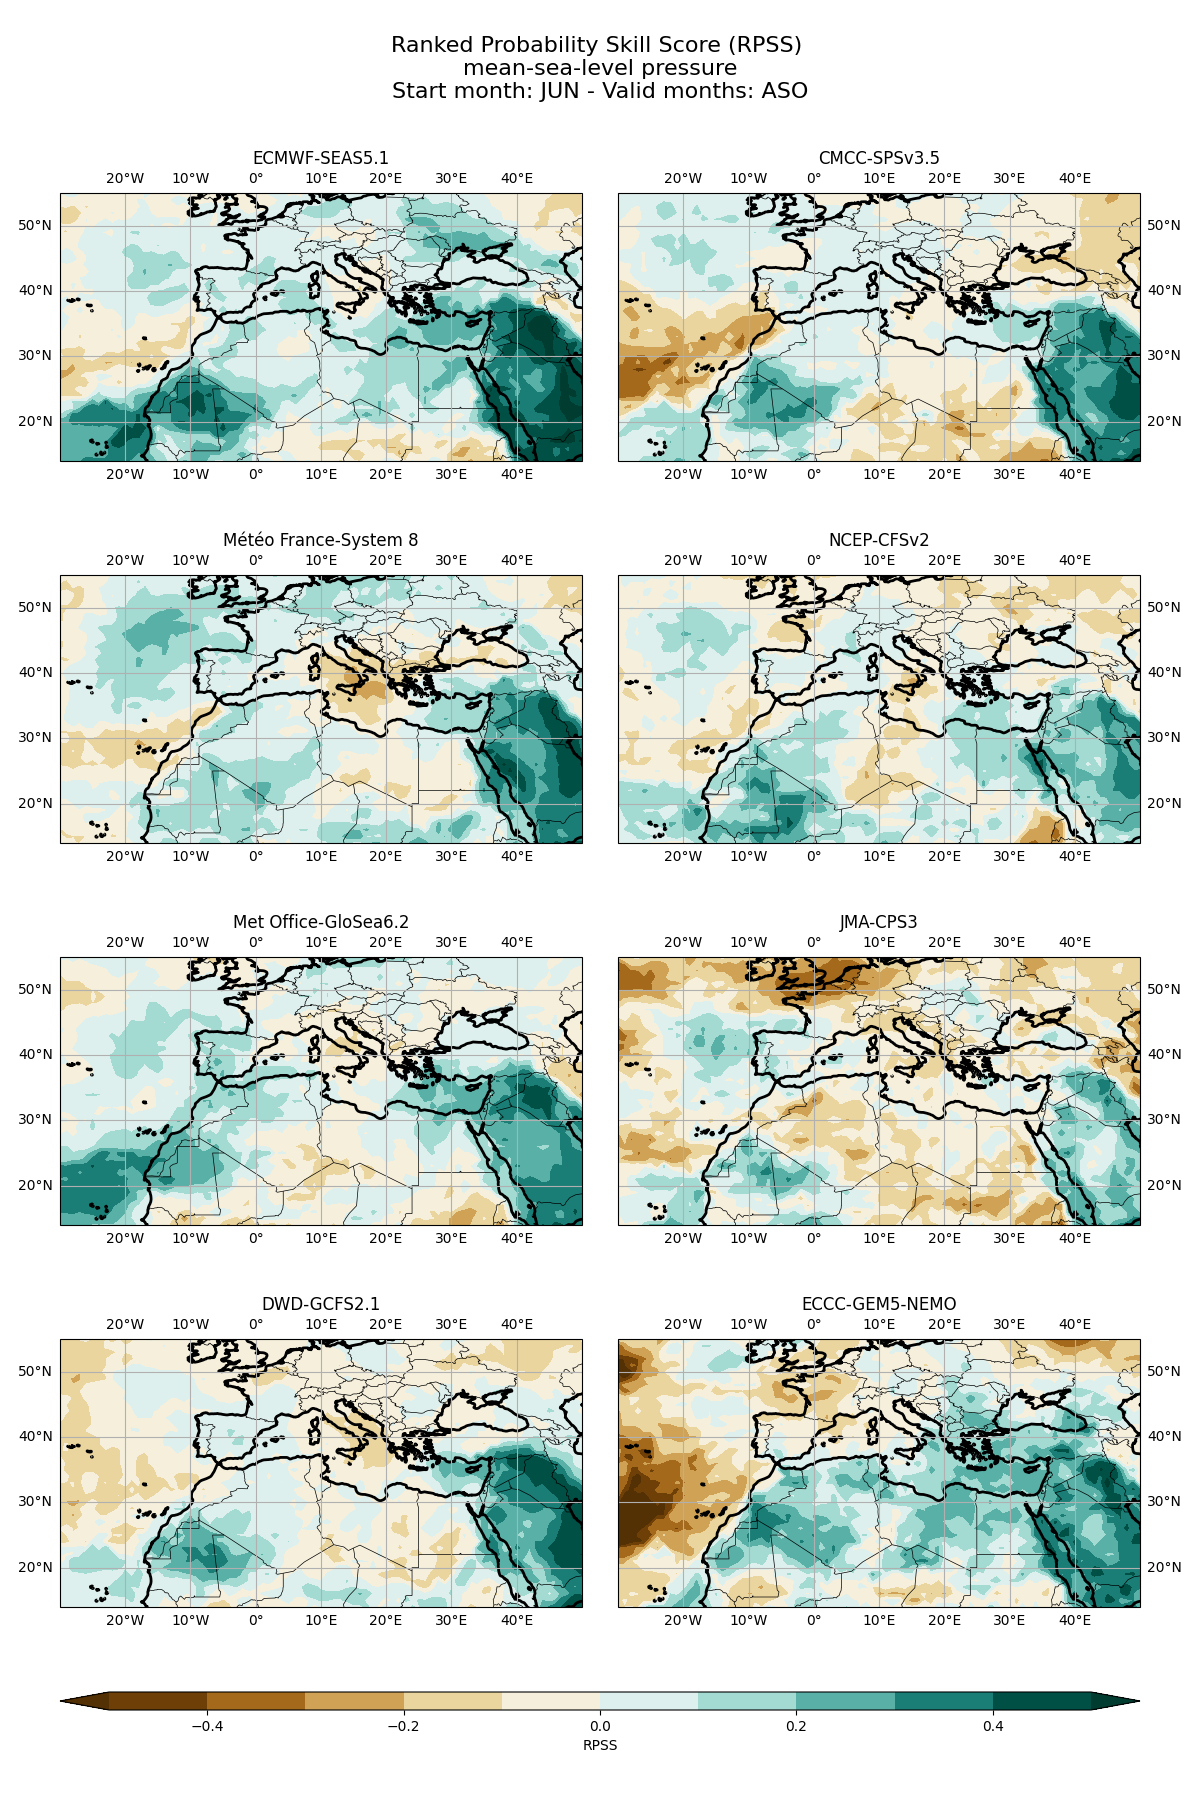 Ranked Probability Skill Score (RPSS)
mean-sea-level pressure
Start month: JUN - Valid months: ASO
ECMWF-SEAS5.1
20°W 10°W 0° 10°E 20°E 30°E 40°E
50°N
40°N
30°N
20°N
20°W 10°W 0° 10°E 20°E 30°E 40°E
CMCC-SPSv3.5
20°W 10°W 0° 10°E 20°E 30°E 40°E
50°N
40°N
30°N
20°N
20°W 10°W 0° 10°E 20°E 30°E 40°E
Météo France-System 8
20°W 10°W 0° 10°E 20°E 30°E 40°E
50°N
40°N
30°N
20°N
20°W 10°W 0° 10°E 20°E 30°E 40°E
NCEP-CFSv2
20°W 10°W 0° 10°E 20°E 30°E 40°E
50°N
40°N
30°N
20°N
20°W 10°W 0° 10°E 20°E 30°E 40°E
Met Office-GloSea6.2
20°W 10°W 0° 10°E 20°E 30°E 40°E
50°N
40°N
30°N
20°N
20°W 10°W 0° 10°E 20°E 30°E 40°E
JMA-CPS3
20°W 10°W 0° 10°E 20°E 30°E 40°E
50°N
40°N
30°N
20°N
20°W 10°W 0° 10°E 20°E 30°E 40°E
DWD-GCFS2.1
20°W 10°W 0° 10°E 20°E 30°E 40°E
50°N
40°N
30°N
20°N
20°W 10°W 0° 10°E 20°E 30°E 40°E
ECCC-GEM5-NEMO
20°W 10°W 0° 10°E 20°E 30°E 40°E
50°N
40°N
30°N
20°N
20°W 10°W 0° 10°E 20°E 30°E 40°E
−0.4 −0.2 0.0 0.2 0.4
RPSS